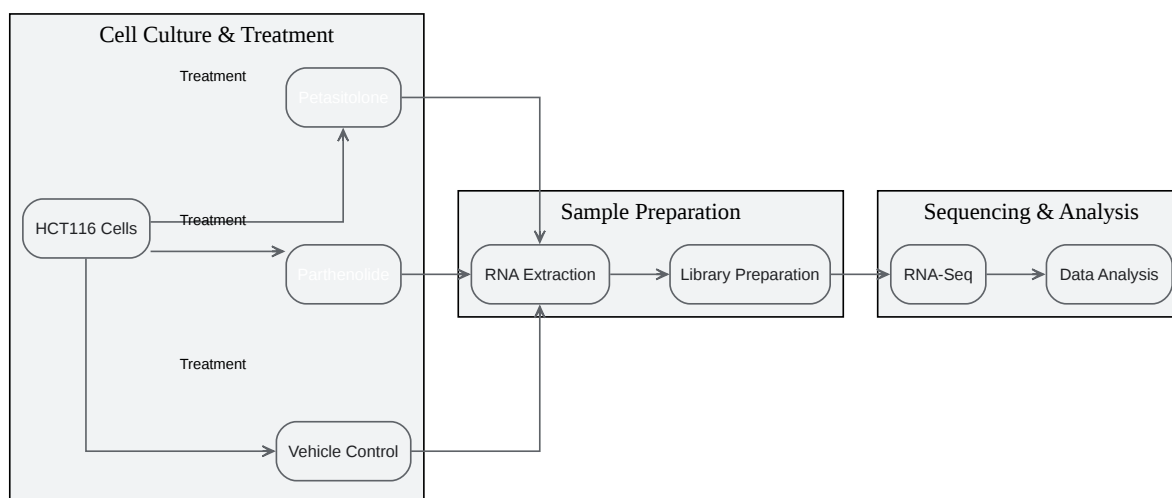 Cell Culture & Treatment
Treatment
Petasitolone
HCT116 Cells
Treatment
Parthenolide
Treatment
Vehicle Control
Sample Preparation
RNA Extraction
Library Preparation
Sequencing & Analysis
RNA-Seq
Data Analysis